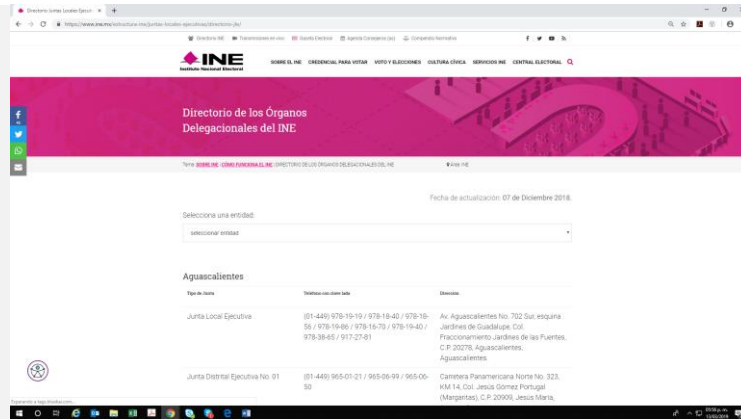 Directorio Juntas Locales Ejecuti
https://www.ine.mx/estructura-ine/juntas-locales-ejecutivas/directorio-jle/
Directorio INE Transmisiones en vivo Gaceta Electoral Agenda Consejeros (as) Compendio Normativo
INE
Instituto Nacional Electoral
SOBRE EL INE CREDENCIAL PARA VOTAR VOTO Y ELECCIONES CULTURA CÍVICA SERVICIOS INE CENTRAL ELECTORAL
Directorio de los Órganos
Delegacionales del INE
Tema: SOBRE INE CÓMO FUNCIONA EL INE DIRECTORIO DE LOS ÓRGANOS DELEGACIONALES DEL INE Área: INE
Fecha de actualización: 07 de Diciembre 2018.
Selecciona una entidad:
seleccionar entidad
Aguascalientes
Tipo de Junta Teléfono con clave lada Dirección
Junta Local Ejecutiva (01-449) 978-19-19 / 978-18-40 / 978-18- Av. Aguascalientes No. 702 Sur, esquina
56 / 978-19-86 / 978-16-70 / 978-19-40 / Jardines de Guadalupe, Col.
978-38-65 / 917-27-81 Fraccionamiento Jardines de las Fuentes,
C.P. 20278, Aguascalientes,
Aguascalientes
Junta Distrital Ejecutiva No. 01 (01-449) 965-01-21 / 965-06-99 / 965-06- Carretera Panamericana Norte No. 323,
50 KM 14, Col. Jesús Gómez Portugal
(Margaritas), C.P. 20909, Jesús María,